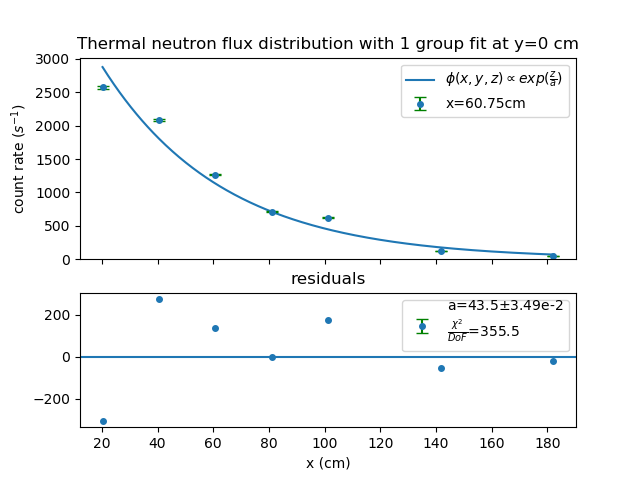 Thermal neutron flux distribution with 1 group fit at y=0 cm
3000
2500
2000
1500
1000
500
0
count rate (s⁻¹)
ϕ(x, y, z) ∝ exp(z/a)
x=60.75cm
residuals
200
0
−200
a=43.5±3.49e-2
χ²/DoF=355.5
20 40 60 80 100 120 140 160 180
x (cm)